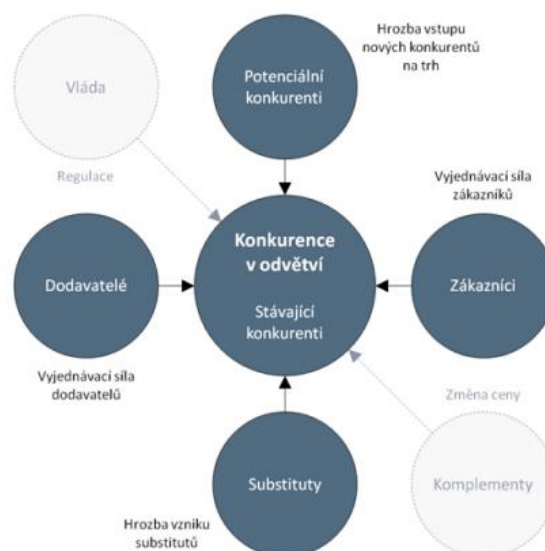 Hrozba vstupu
nových konkurentů
na trh
Potenciální
konkurenti
Vláda
Regulace
Vyjednávací síla
zákazníků
Konkurence
v odvětví
Stávající
konkurenti
Dodavatelé
Zákazníci
Vyjednávací síla
dodavatelů
Změna ceny
Substituty
Komplementy
Hrozba vzniku
substitutů